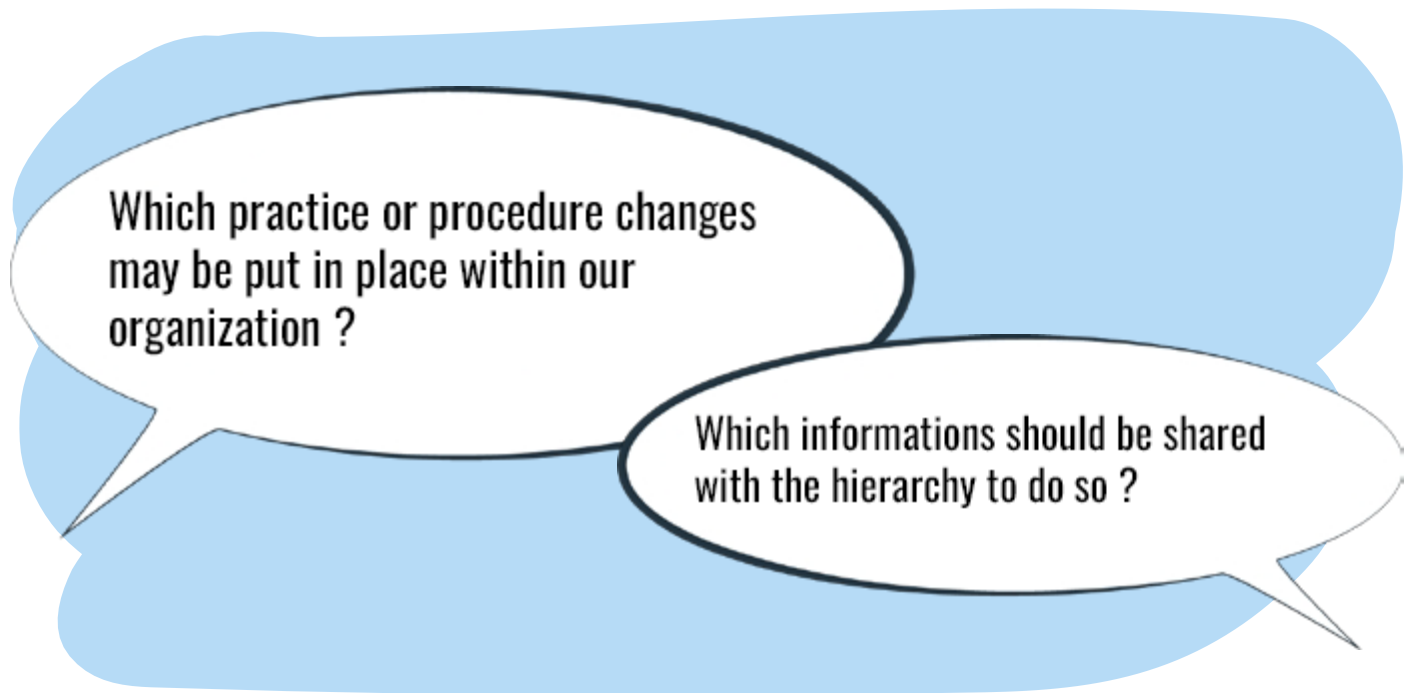 Which practice or procedure changes
may be put in place within our
organization ?
Which informations should be shared
with the hierarchy to do so ?